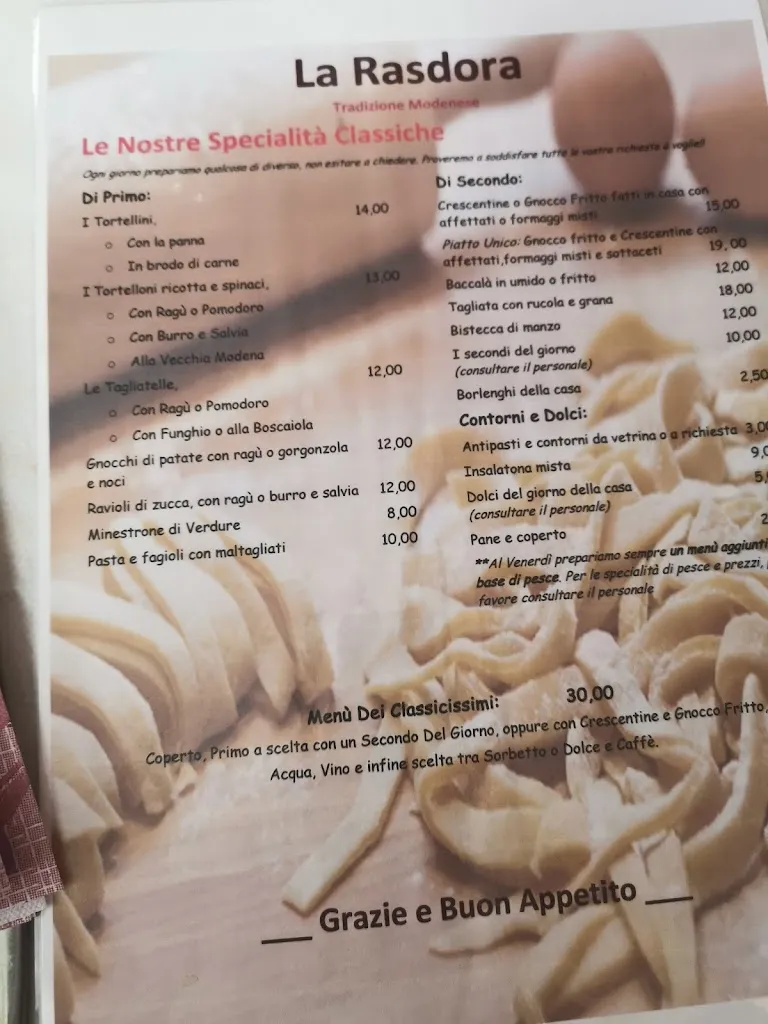 La Rasdora
Tradizione Modenese
Le Nostre Specialità Classiche
Ogni giorno prepariamo qualcosa di diverso, non esitare a chiedere. Proveremo a soddisfare tutte le vostre richieste
Di Primo:
I Tortellini, 14,00
o Con la panna
o In brodo di carne
I Tortelloni ricotta e spinaci, 13,00
o Con Ragù o Pomodoro
o Con Burro e Salvia
o Alla Vecchia Modena
Le Tagliatelle, 12,00
o Con Ragù o Pomodoro
o Con Funghio o alla Boscaiola
Gnocchi di patate con ragù o gorgonzola 12,00
e noci
Ravioli di zucca, con ragù o burro e salvia 12,00
Minestrone di Verdure 8,00
Pasta e fagioli con maltagliati 10,00
Di Secondo:
Crescentine o Gnocco Fritto fatti in casa con
affettati o formaggi misti 15,00
Piatto Unico: Gnocco fritto e Crescentine con
affettati,formaggi misti e sottaceti 19,00
Baccalà in umido o fritto 12,00
Tagliata con rucola e grana 18,00
Bistecca di manzo 12,00
I secondi del giorno 10,00
(consultare il personale)
Borlenghi della casa 2,50
Contorni e Dolci:
Antipasti e contorni da vetrina o a richiesta 3,0
Insalatona mista 9,
Dolci del giorno della casa 5,
(consultare il personale)
Pane e coperto 2
**Al Venerdì prepariamo sempre un menù aggiunti
base di pesce. Per le specialità di pesce e prezzi,
favore consultare il personale
Menù Dei Classicissimi: 30,00
Coperto, Primo a scelta con un Secondo Del Giorno, oppure con Crescentine e Gnocco Fritto,
Acqua, Vino e infine scelta tra Sorbetto o Dolce e Caffè.
___ Grazie e Buon Appetito ___